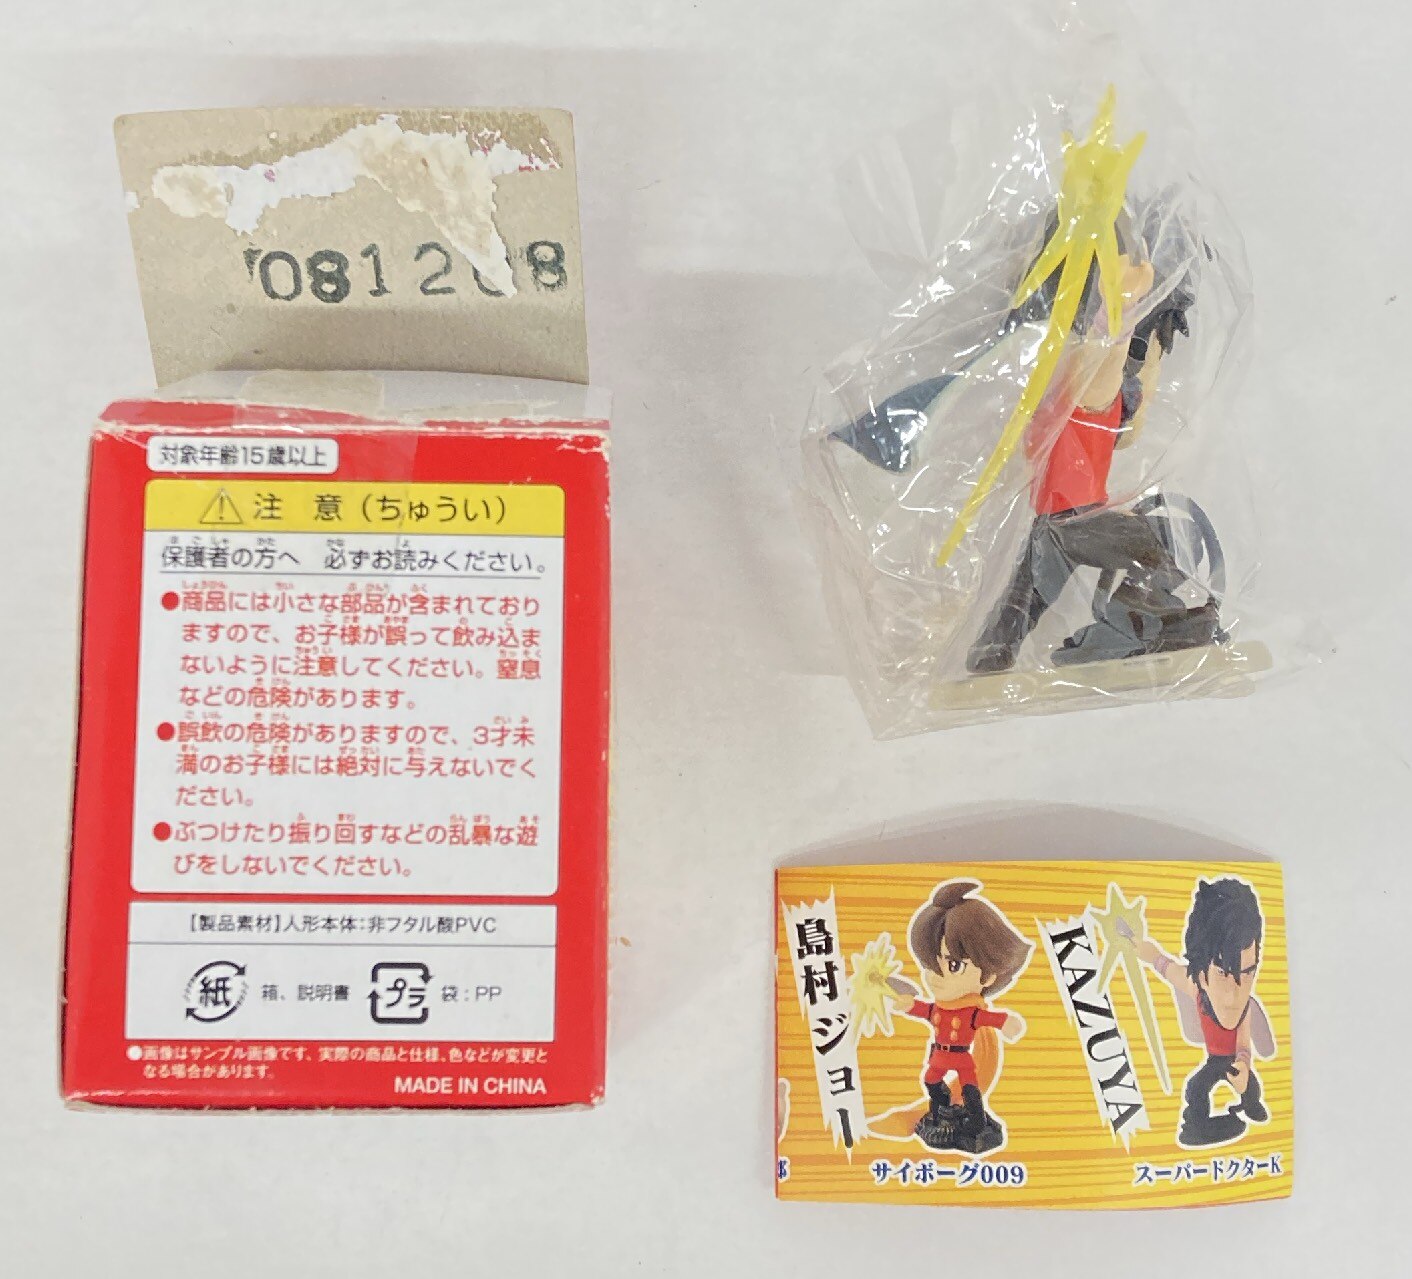 081208
対象年齢15歳以上
注 意（ちゅうい）
保護者の方へ 必ずお読みください。
●商品には小さな部品が含まれており
ますので、お子様が誤って飲み込ま
ないように注意してください。窒息
などの危険があります。
●誤飲の危険がありますので、3才未
満のお子様には絶対に与えないでく
ださい。
●ぶつけたり振り回すなどの乱暴な遊
びをしないでください。
【製品素材】人形本体：非フタル酸PVC
紙 箱、説明書 プラ 袋：PP
●画像はサンプル画像です。実際の商品と仕様、色などが変更と
なる場合があります。
MADE IN CHINA
島村ジョー
サイボーグ009
KAZUYA
スーパードクターK